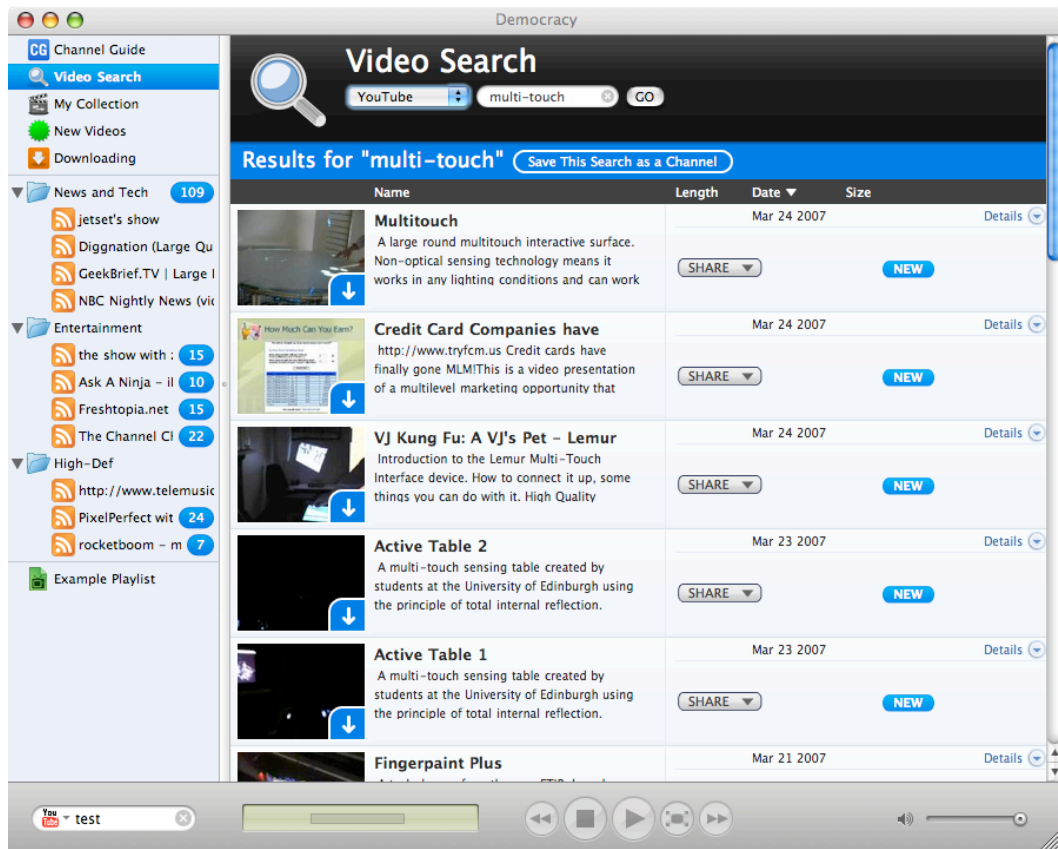 Democracy
CG Channel Guide
Video Search
My Collection
New Videos
Downloading
News and Tech 109
jetset's show
Diggnation (Large Qu
GeekBrief.TV | Large
NBC Nightly News (vi
Entertainment
the show with 15
Ask A Ninja – 10
Freshtopia.net 15
The Channel 22
High-Def
http://www.telemusic
PixelPerfect wit 24
rocketboom – m 7
Example Playlist
Video Search
YouTube multi-touch GO
Results for "multi-touch" Save This Search as a Channel
Name Length Date Size
Multitouch Mar 24 2007 Details
A large round multitouch interactive surface.
Non-optical sensing technology means it
works in any lighting conditions and can work
SHARE NEW
How Much Can You Earn?
Credit Card Companies have Mar 24 2007 Details
http://www.tryfcm.us Credit cards have
finally gone MLM!This is a video presentation
of a multilevel marketing opportunity that
SHARE NEW
VJ Kung Fu: A VJ's Pet – Lemur Mar 24 2007 Details
Introduction to the Lemur Multi-Touch
Interface device. How to connect it up, some
things you can do with it. High Quality
SHARE NEW
Active Table 2 Mar 23 2007 Details
A multi-touch sensing table created by
students at the University of Edinburgh using
the principle of total internal reflection.
SHARE NEW
Active Table 1 Mar 23 2007 Details
A multi-touch sensing table created by
students at the University of Edinburgh using
the principle of total internal reflection.
SHARE NEW
Fingerpaint Plus Mar 21 2007 Details
You Tube test